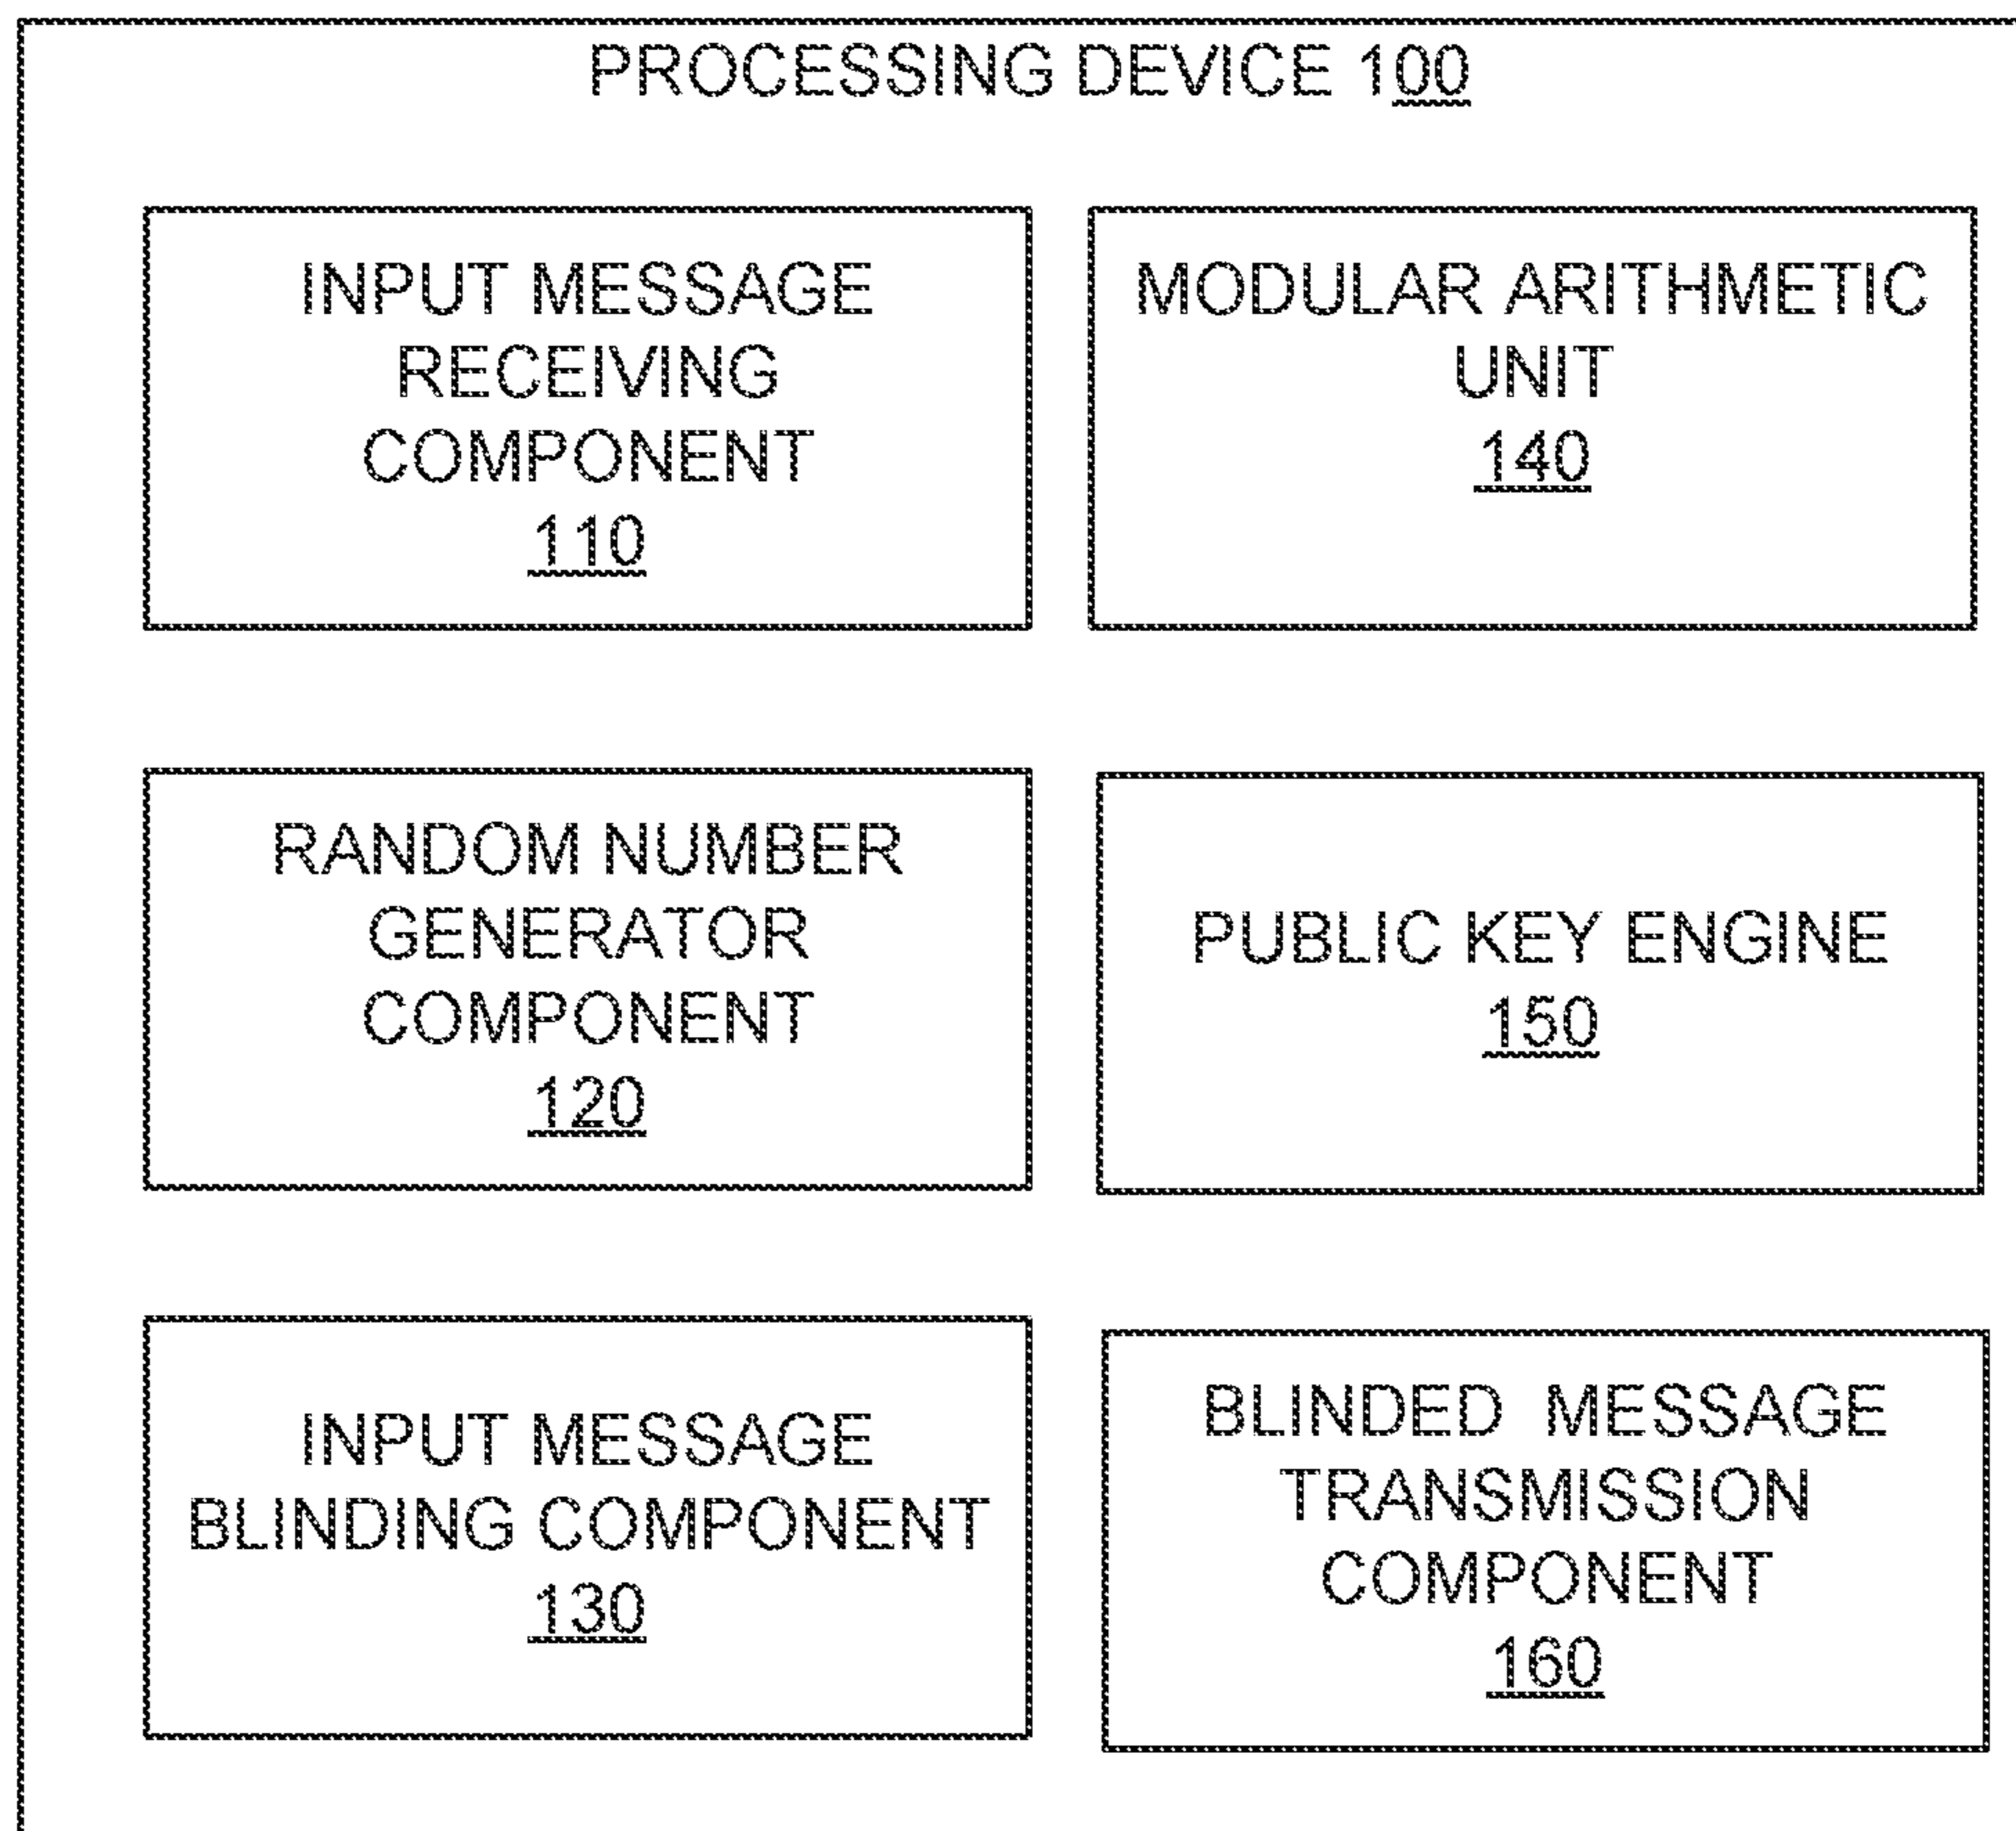 PROCESSING DEVICE 100
INPUT MESSAGE
RECEIVING
COMPONENT
110
MODULAR ARITHMETIC
UNIT
140
RANDOM NUMBER
GENERATOR
COMPONENT
120
PUBLIC KEY ENGINE
150
INPUT MESSAGE
BLINDING COMPONENT
130
BLINDED MESSAGE
TRANSMISSION
COMPONENT
160